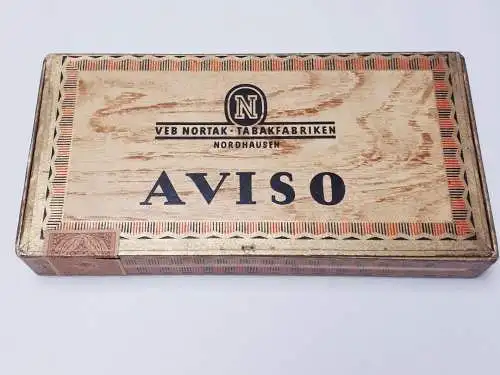 N
VEB NORTAK · TABAKFABRIKEN
NORDHAUSEN
AVISO